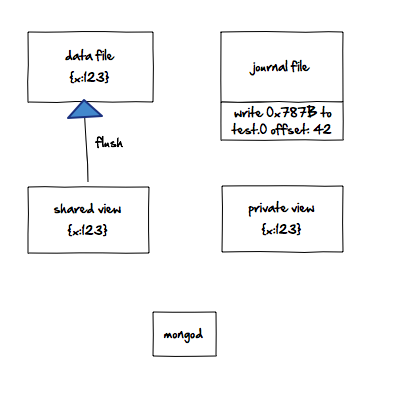 data file
{x:123}
journal file
write 0x787B to
test.0 offset: 42
flush
shared view
{x:123}
private view
{x:123}
mongod